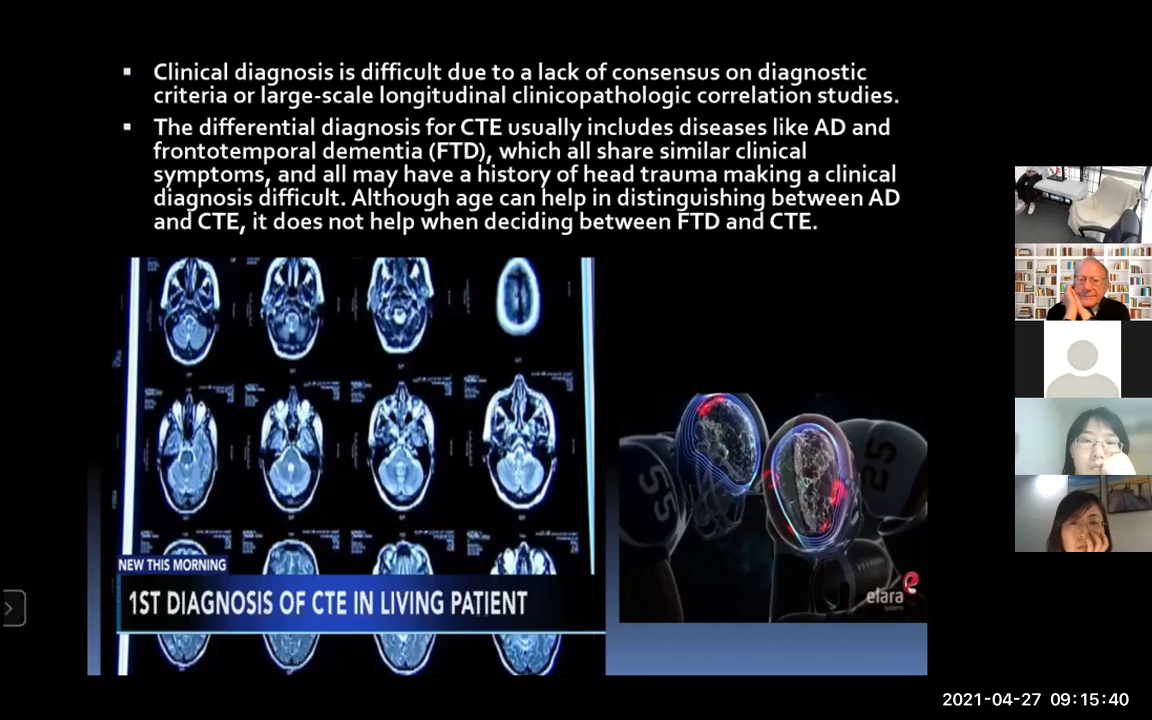 Clinical diagnosis is difficult due to a lack of consensus on diagnostic
criteria or large-scale longitudinal clinicopathologic correlation studies.
The differential diagnosis for CTE usually includes diseases like AD and
frontotemporal dementia (FTD), which all share similar clinical
symptoms, and all may have a history of head trauma making a clinical
diagnosis difficult. Although age can help in distinguishing between AD
and CTE, it does not help when deciding between FTD and CTE.
NEW THIS MORNING
1ST DIAGNOSIS OF CTE IN LIVING PATIENT
55
25
elara
systems
2021-04-27 09:15:40